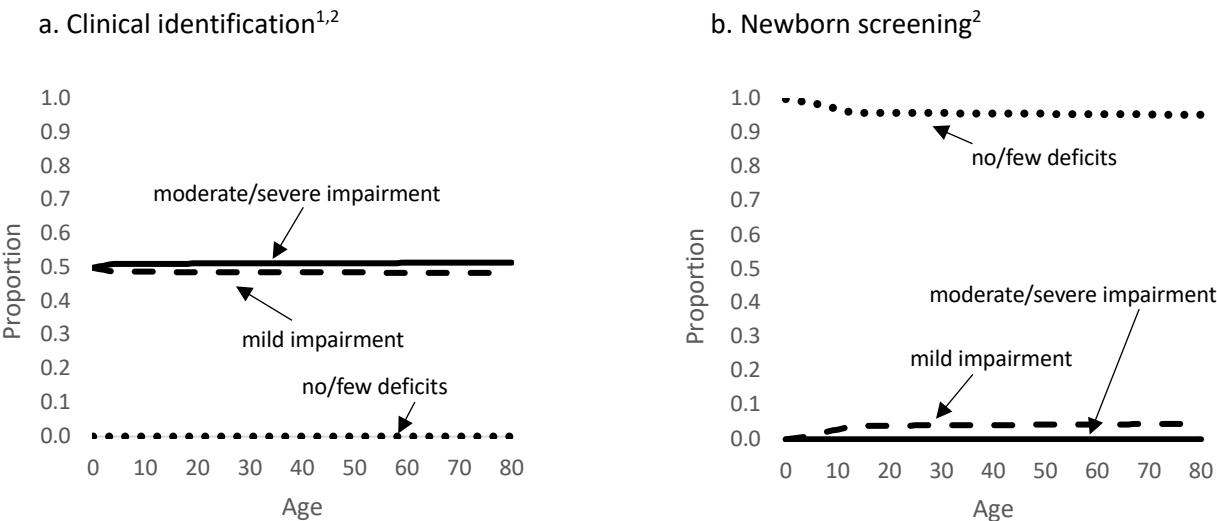 a. Clinical identification1,2
1.0
0.9
0.8
0.7
0.6
0.5
0.4
0.3
0.2
0.1
0.0
Proportion
moderate/severe impairment
mild impairment
no/few deficits
0 10 20 30 40 50 60 70 80
Age
b. Newborn screening2
1.0
0.9
0.8
0.7
0.6
0.5
0.4
0.3
0.2
0.1
0.0
Proportion
no/few deficits
moderate/severe impairment
mild impairment
0 10 20 30 40 50 60 70 80
Age